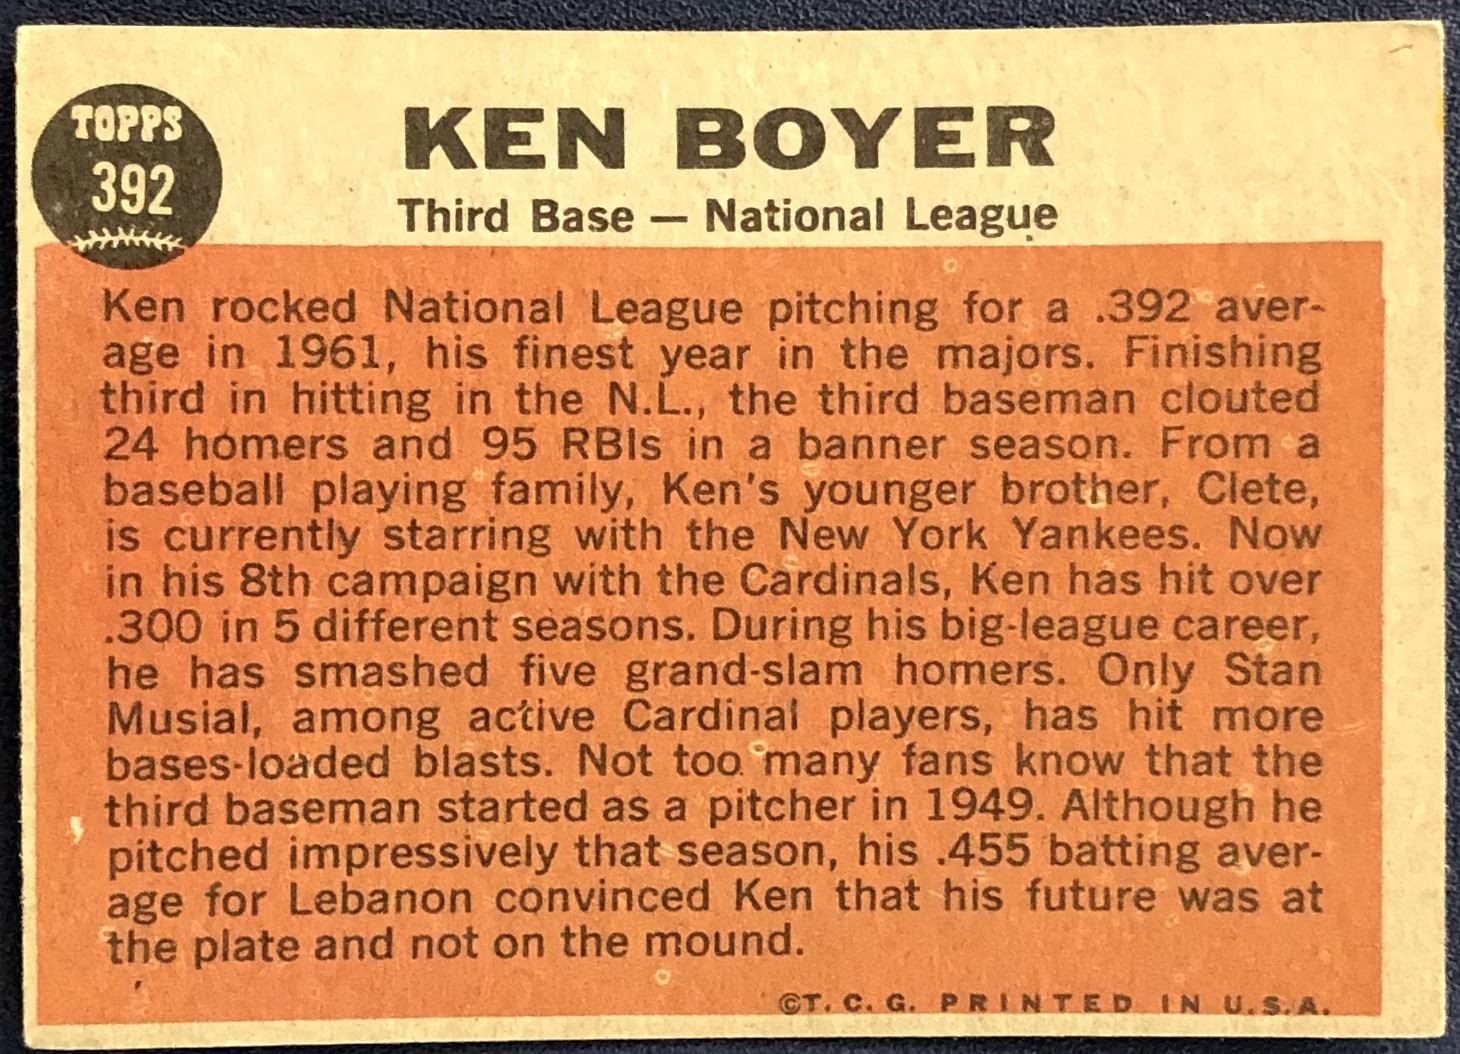 TOPPS
392
KEN BOYER
Third Base — National League
Ken rocked National League pitching for a .392 aver-
age in 1961, his finest year in the majors. Finishing
third in hitting in the N.L., the third baseman clouted
24 homers and 95 RBIs in a banner season. From a
baseball playing family, Ken's younger brother, Clete,
is currently starring with the New York Yankees. Now
in his 8th campaign with the Cardinals, Ken has hit over
.300 in 5 different seasons. During his big-league career,
he has smashed five grand-slam homers. Only Stan
Musial, among active Cardinal players, has hit more
bases-loaded blasts. Not too many fans know that the
third baseman started as a pitcher in 1949. Although he
pitched impressively that season, his .455 batting aver-
age for Lebanon convinced Ken that his future was at
the plate and not on the mound.
©T. C. G. PRINTED IN U.S.A.